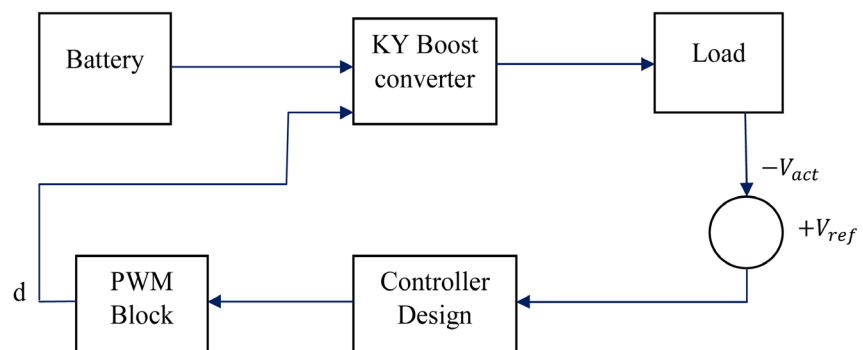 Battery
KY Boost
converter
Load
−V_act
+V_ref
d
PWM
Block
Controller
Design